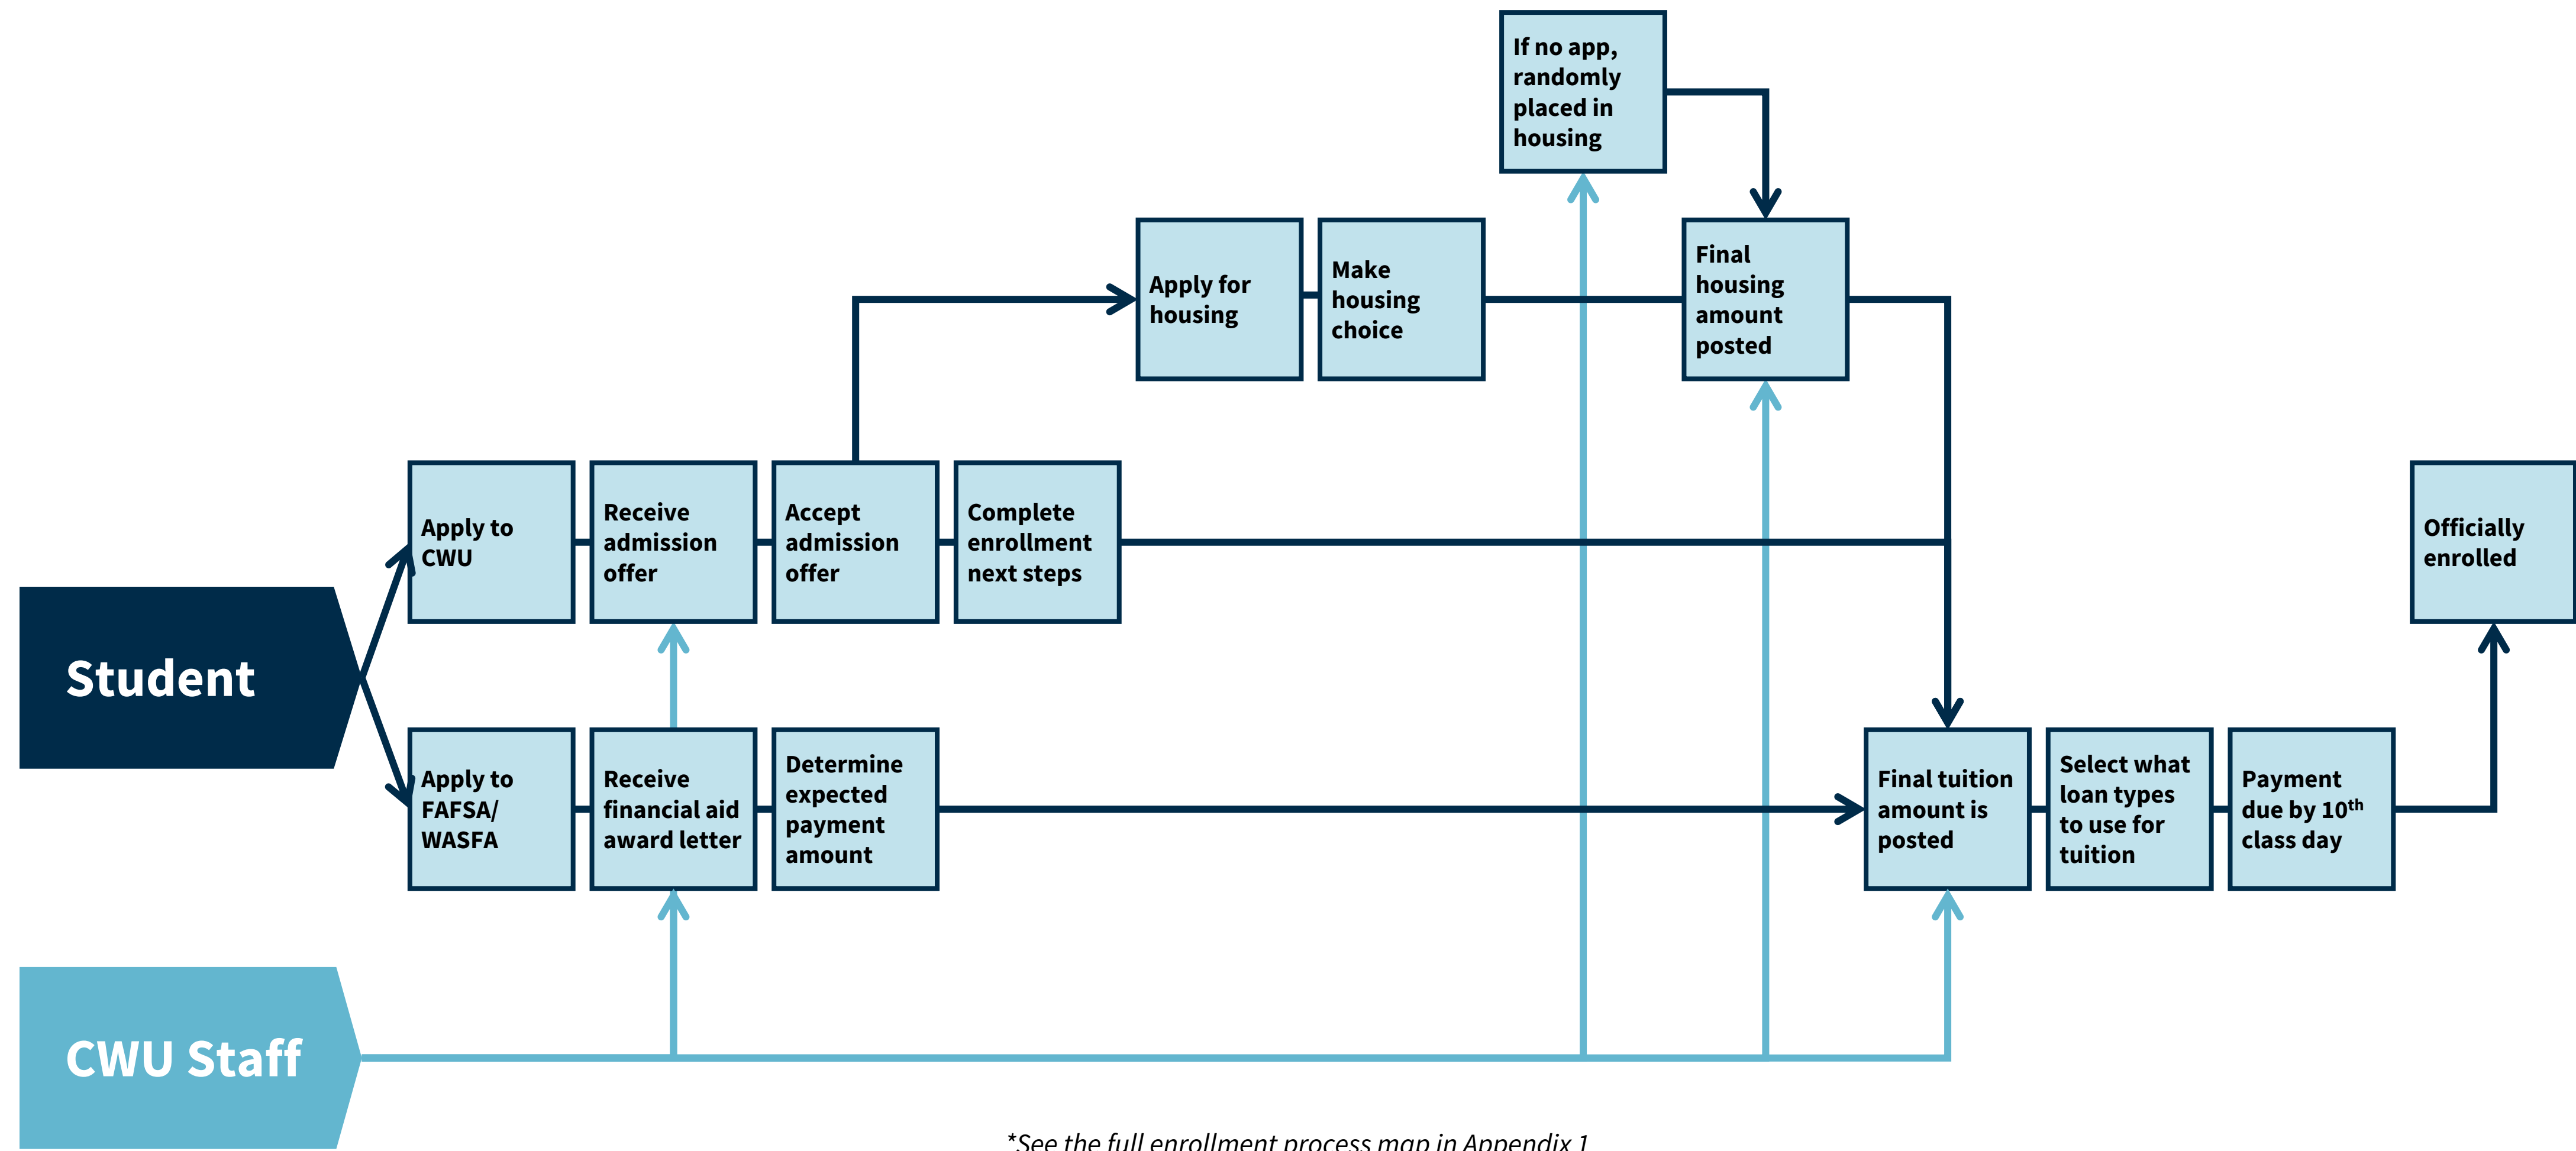 If no app,
randomly
placed in
housing
Apply for
housing
Make
housing
choice
Final
housing
amount
posted
Apply to
CWU
Receive
admission
offer
Accept
admission
offer
Complete
enrollment
next steps
Officially
enrolled
Student
Apply to
FAFSA/
WASFA
Receive
financial aid
award letter
Determine
expected
payment
amount
Final tuition
amount is
posted
Select what
loan types
to use for
tuition
Payment
due by 10th
class day
CWU Staff
*See the full enrollment process map in Appendix 1